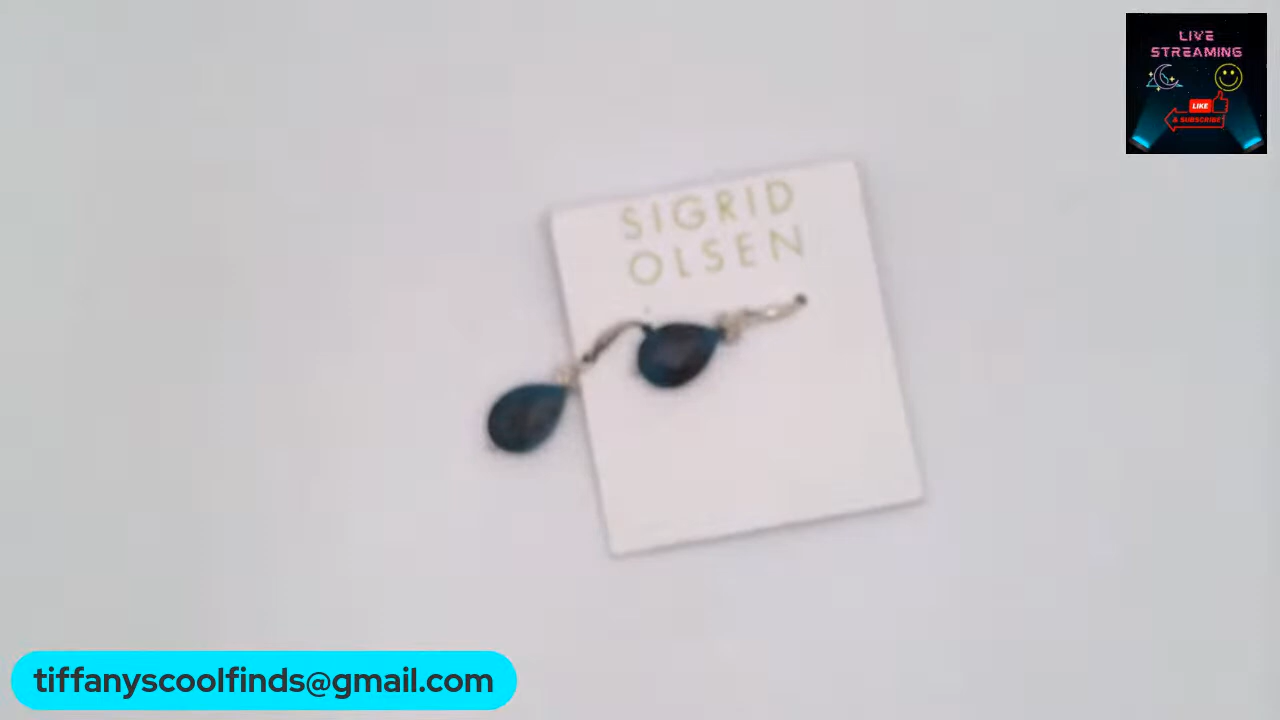 LIVE
STREAMING
LIKE
& SUBSCRIBE
SIGRID
OLSEN
tiffanyscoolfinds@gmail.com